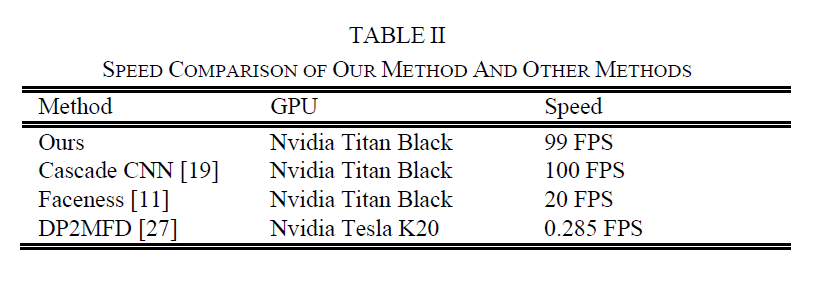 TABLE II
SPEED COMPARISON OF OUR METHOD AND OTHER METHODS
Method GPU Speed
Ours Nvidia Titan Black 99 FPS
Cascade CNN [19] Nvidia Titan Black 100 FPS
Faceness [11] Nvidia Titan Black 20 FPS
DP2MFD [27] Nvidia Tesla K20 0.285 FPS